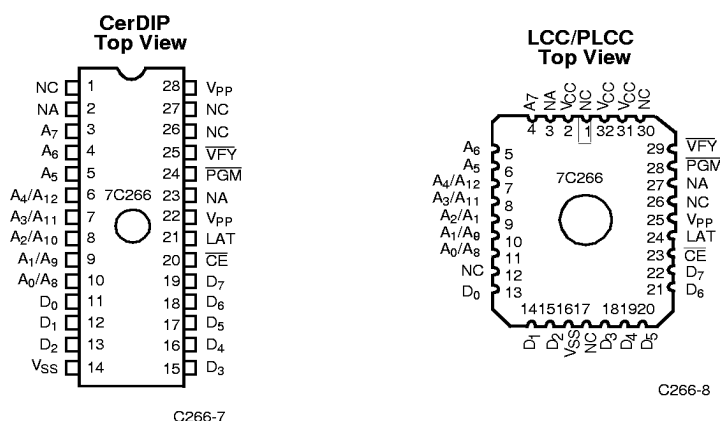 CerDIP
Top View
NC 1 28 VPP
NA 2 27 NC
A7 3 26 NC
A6 4 25 VFY
A5 5 24 PGM
A4/A12 6 7C266 23 NA
A3/A11 7 22 VPP
A2/A10 8 21 LAT
A1/A9 9 20 CE
A0/A8 10 19 D7
D0 11 18 D6
D1 12 17 D5
D2 13 16 D4
VSS 14 15 D3
C266-7
LCC/PLCC
Top View
A7 NA VCC NC VCC VCC NC
4 3 2 1 32 31 30
A6 5 29 VFY
A5 6 28 PGM
A4/A12 7 7C266 27 NA
A3/A11 8 26 NC
A2/A1 9 25 VPP
A1/A9 10 24 LAT
A0/A8 11 23 CE
NC 12 22 D7
D0 13 21 D6
14 15 16 17 18 19 20
D1 D2 VSS NC D3 D4 D5
C266-8